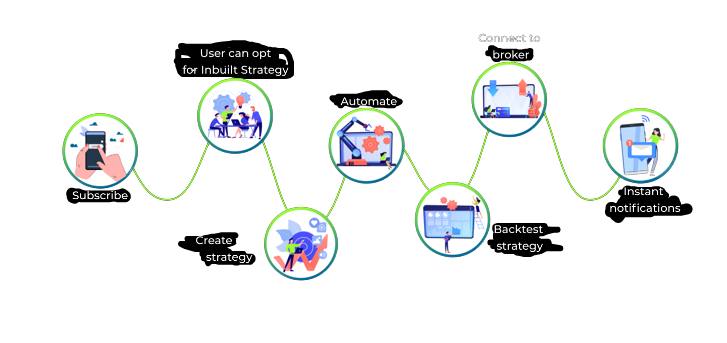 Connect to
broker
User can opt
for Inbuilt Strategy
Automate
Subscribe
Instant
notifications
Create
strategy
Backtest
strategy